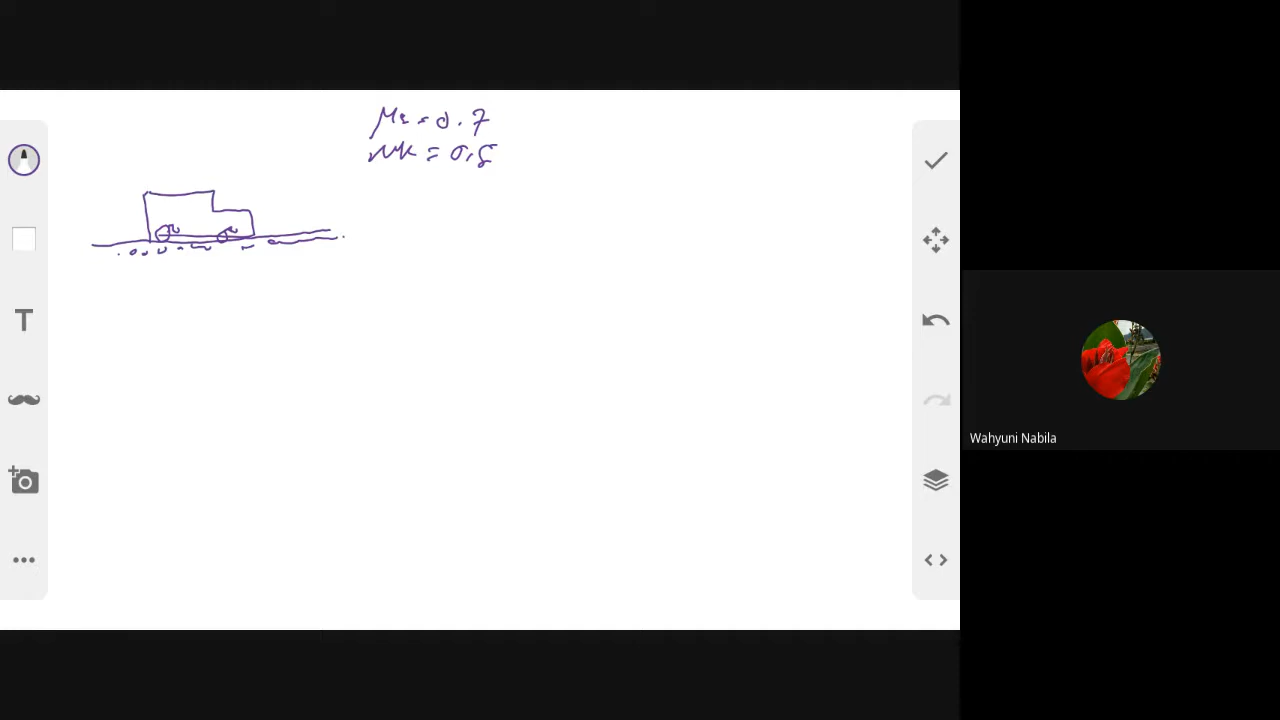 μs = 0.7
μk = 0.5
T
Wahyuni Nabila